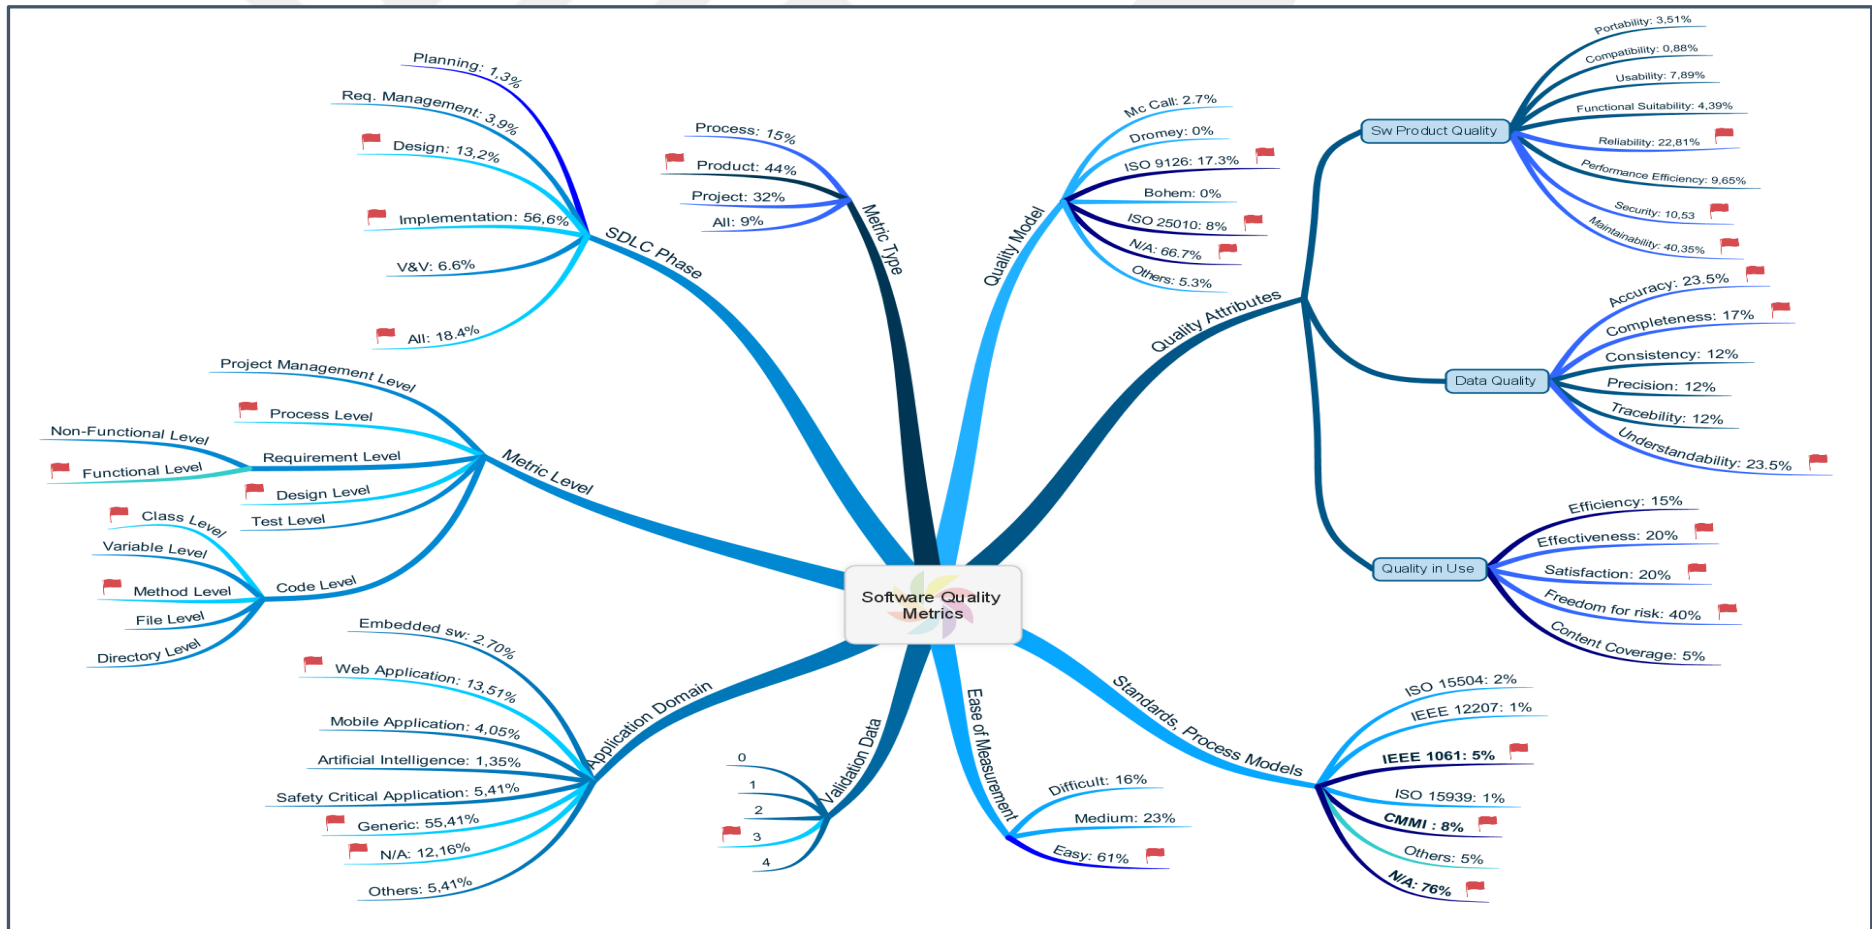 Software Quality
Metrics
SDLC Phase
Planning: 1,3%
Req. Management: 3,9%
Design: 13,2%
Implementation: 56,6%
V&V: 6.6%
All: 18.4%
Metric Type
Process: 15%
Product: 44%
Project: 32%
All: 9%
Quality Model
Mc Call: 2.7%
Dromey: 0%
ISO 9126: 17.3%
Bohem: 0%
ISO 25010: 8%
N/A: 66.7%
Others: 5.3%
Quality Attributes
Sw Product Quality
Portability: 3,51%
Compatibility: 0,88%
Usability: 7,89%
Functional Suitability: 4,39%
Reliability: 22,81%
Performance Efficiency: 9,65%
Security: 10,53
Maintainability: 40,35%
Data Quality
Accuracy: 23.5%
Completeness: 17%
Consistency: 12%
Precision: 12%
Tracebility: 12%
Understandability: 23.5%
Quality in Use
Efficiency: 15%
Effectiveness: 20%
Satisfaction: 20%
Freedom for risk: 40%
Content Coverage: 5%
Metric Level
Project Management Level
Process Level
Requirement Level
Non-Functional Level
Functional Level
Design Level
Test Level
Code Level
Class Level
Variable Level
Method Level
File Level
Directory Level
Application Domain
Embedded sw: 2.70%
Web Application: 13,51%
Mobile Application: 4,05%
Artificial Intelligence: 1,35%
Safety Critical Application: 5,41%
Generic: 55,41%
N/A: 12,16%
Others: 5,41%
Validation Data
0
1
2
3
4
Ease of Measurement
Difficult: 16%
Medium: 23%
Easy: 61%
Standards, Process Models
ISO 15504: 2%
IEEE 12207: 1%
IEEE 1061: 5%
ISO 15939: 1%
CMMI : 8%
Others: 5%
N/A: 76%